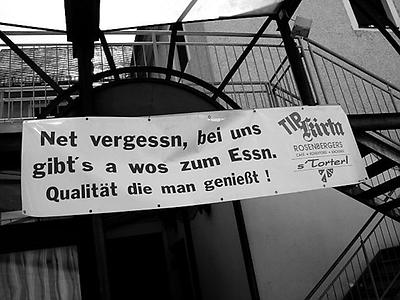 Net vergessn, bei uns
gibt's a wos zum Essn.
Qualität die man genießt !
TIP
Kirta
ROSENBERGERS
s'Torterl